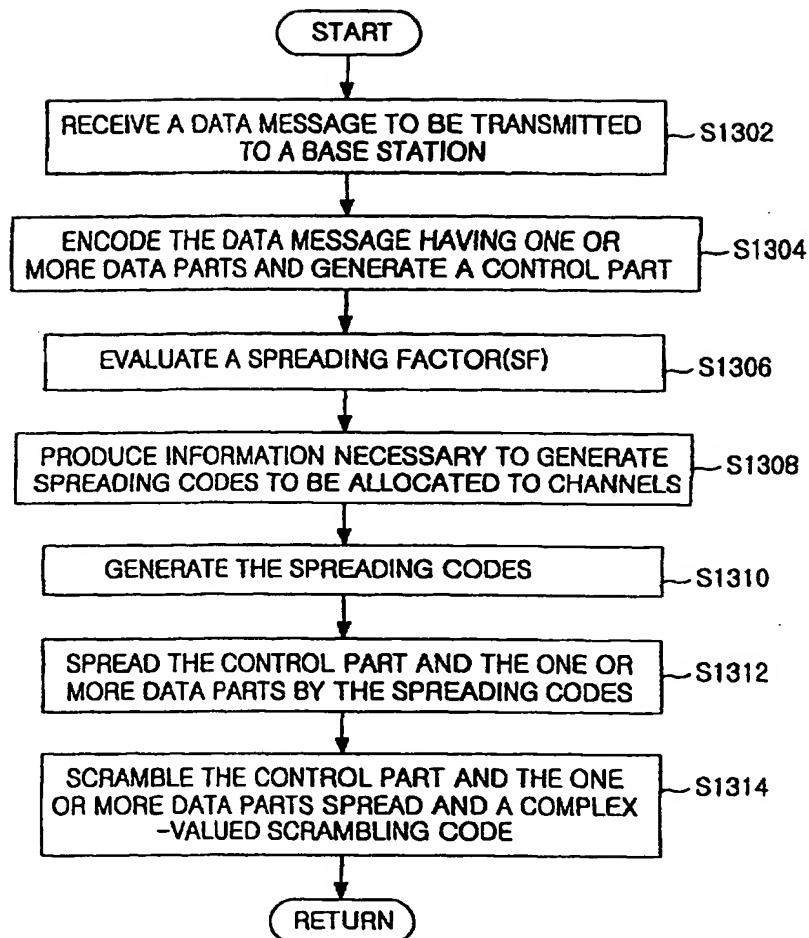 START
RECEIVE A DATA MESSAGE TO BE TRANSMITTED
TO A BASE STATION
S1302
ENCODE THE DATA MESSAGE HAVING ONE OR
MORE DATA PARTS AND GENERATE A CONTROL PART
S1304
EVALUATE A SPREADING FACTOR(SF)
S1306
PRODUCE INFORMATION NECESSARY TO GENERATE
SPREADING CODES TO BE ALLOCATED TO CHANNELS
S1308
GENERATE THE SPREADING CODES
S1310
SPREAD THE CONTROL PART AND THE ONE OR
MORE DATA PARTS BY THE SPREADING CODES
S1312
SCRAMBLE THE CONTROL PART AND THE ONE
OR MORE DATA PARTS SPREAD AND A COMPLEX
-VALUED SCRAMBLING CODE
S1314
RETURN